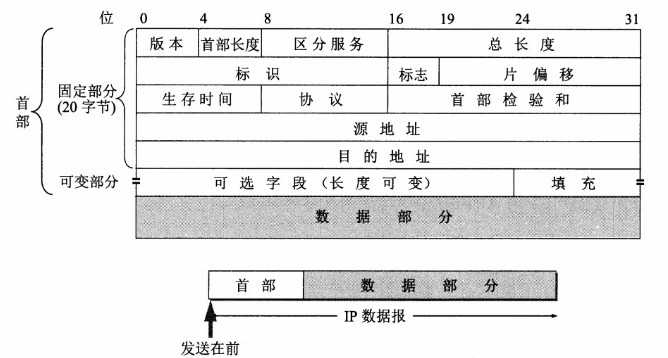 位 0 4 8 16 19 24 31
版本 首部长度 区分服务 总长度
标识 标志 片偏移
首部 固定部分 (20字节)
生存时间 协议 首部检验和
源地址
目的地址
可变部分 可选字段(长度可变) 填充
数据部分
首部 数据部分
IP 数据报
发送在前